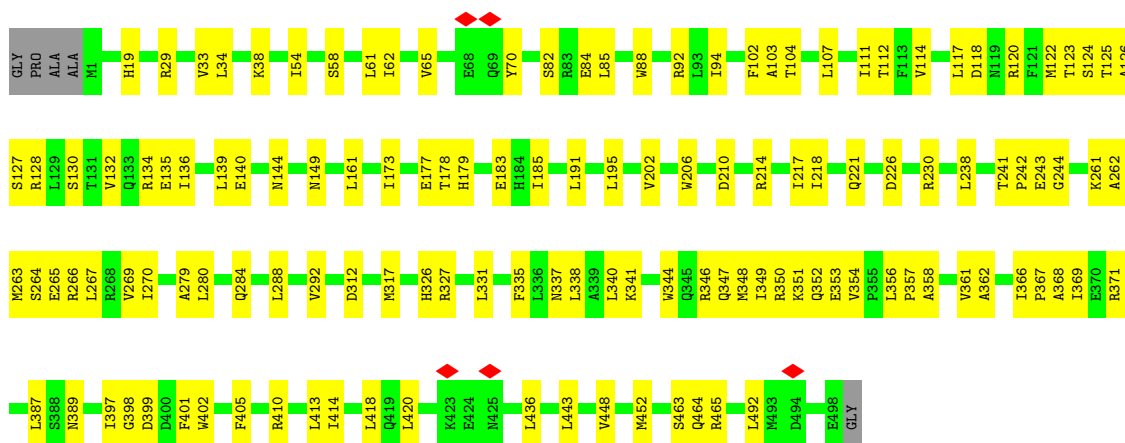 GLY PRO ALA ALA M1 H19 R29 V33 L34 K38 I54 S58 L61 I62 V65 E68 Q69 Y70 S82 R83 E84 L85 W88 R92 L93 I94 F102 A103 T104 L107 I111 T112 F113 V114 L117 D118 N119 R120 F121 M122 T123 S124 T125 A126
S127 R128 L129 S130 T131 V132 Q133 R134 E135 I136 L139 E140 N144 N149 L161 I173 E177 T178 H179 E183 H184 I185 L191 L195 V202 W206 D210 R214 I217 I218 Q221 D226 R230 L238 T241 P242 E243 G244 K261 A262
M263 S264 E265 R266 L267 R268 V269 I270 A279 L280 Q284 L288 V292 D312 M317 H326 R327 L331 F335 L336 N337 L338 A339 L340 K341 W344 Q345 R346 Q347 M348 I349 R350 K351 Q352 E353 V354 P355 L356 P357 A358 V361 A362 I366 P367 A368 I369 E370 R371
L387 S388 N389 I397 G398 D399 D400 F401 W402 F405 R410 L413 I414 L418 Q419 L420 K423 E424 N425 L436 L443 V448 M452 S463 Q464 R465 L492 M493 D494 E498 GLY